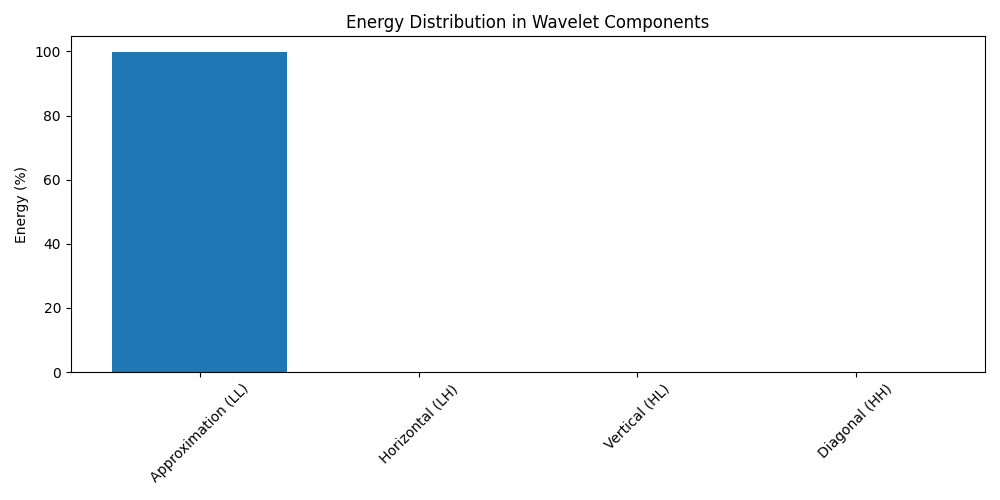 Energy Distribution in Wavelet Components
Energy (%)
100
80
60
40
20
0
Approximation (LL)
Horizontal (LH)
Vertical (HL)
Diagonal (HH)